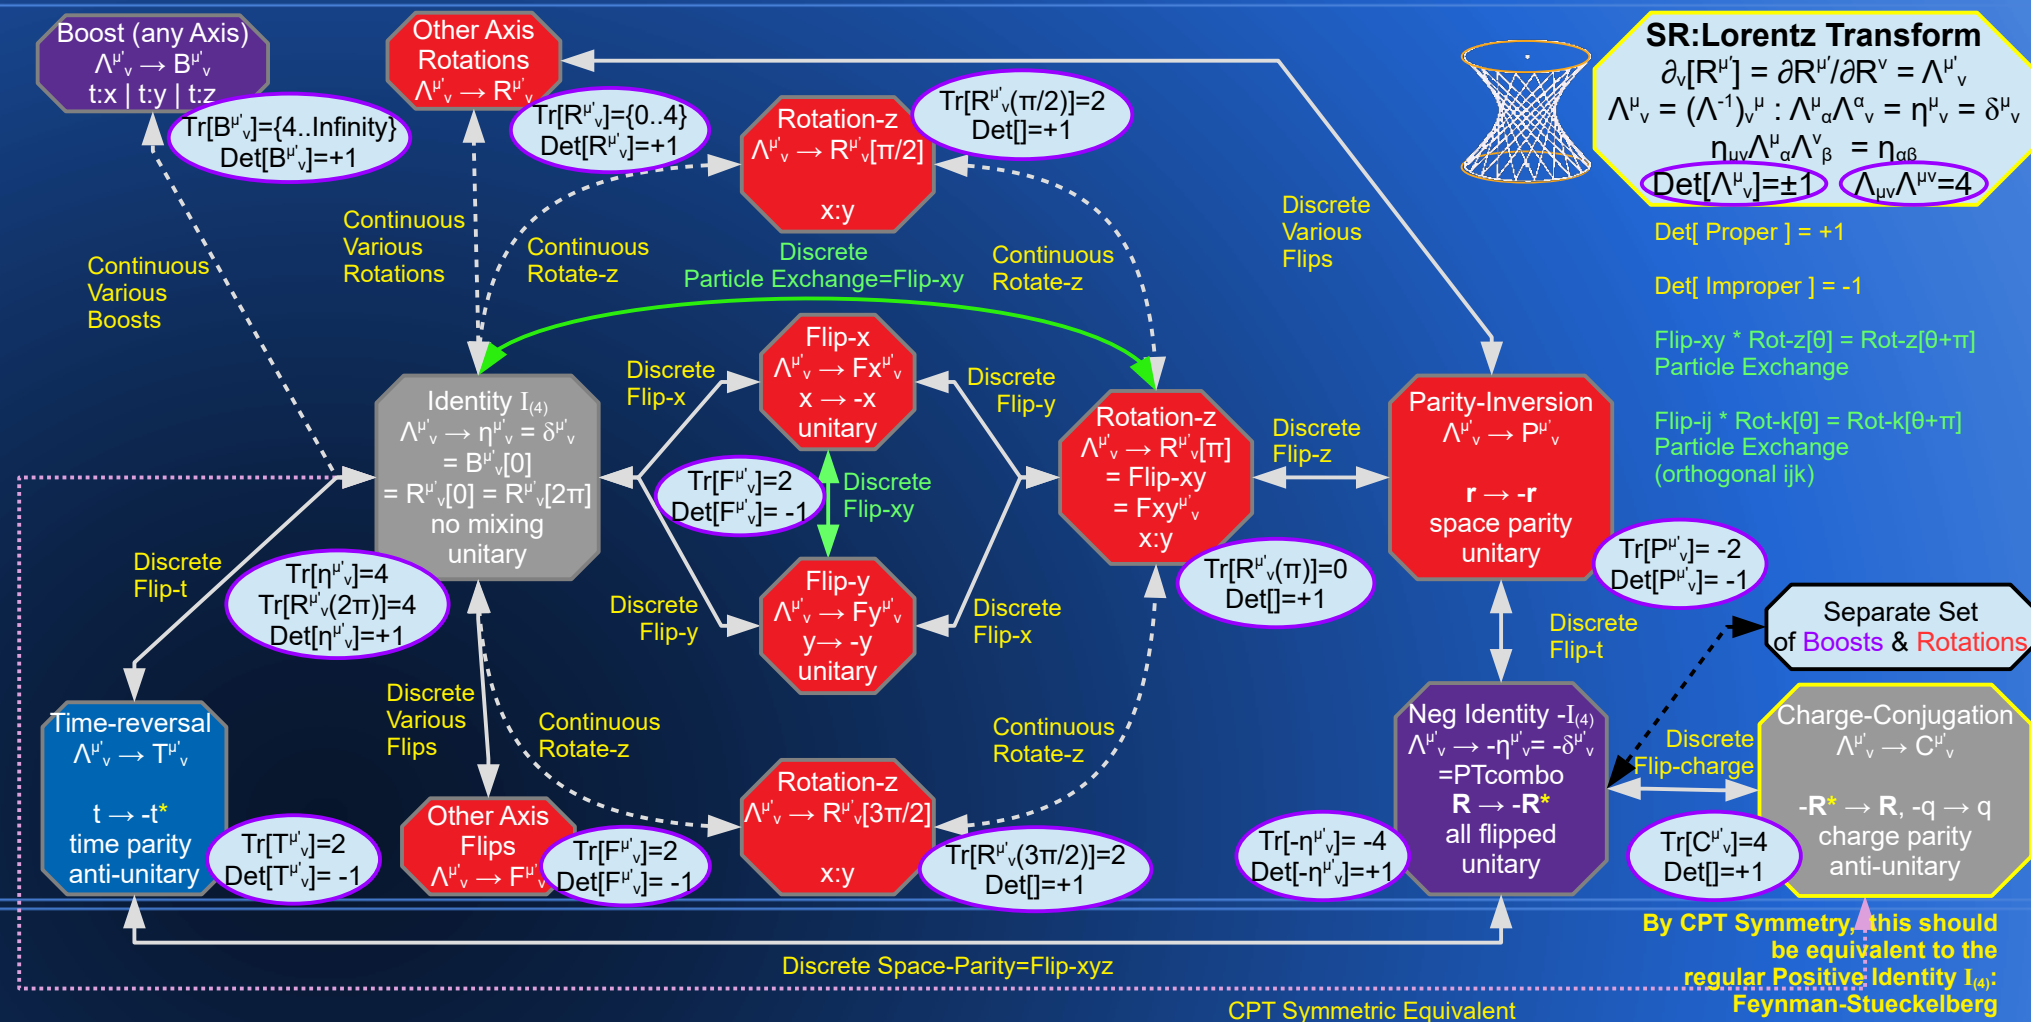 Boost (any Axis)
Λμ'ν → Bμ'ν
t:x | t:y | t:z
Tr[Bμ'ν]={4..Infinity}
Det[Bμ'ν]=+1
Other Axis
Rotations
Λμ'ν → Rμ'ν
Tr[Rμ'ν]={0..4}
Det[Rμ'ν]=+1
Rotation-z
Λμ'ν → Rμ'ν[π/2]
x:y
Tr[Rμ'ν(π/2)]=2
Det[]=+1
SR:Lorentz Transform
∂ν[Rμ'] = ∂Rμ'/∂Rν = Λμ'ν
Λμν = (Λ-1)νμ : ΛμαΛαν = ημν = δμν
ημνΛμαΛνβ = ηαβ
Det[Λμν]=±1
ΛμνΛμν=4
Det[ Proper ] = +1
Det[ Improper ] = -1
Flip-xy * Rot-z[θ] = Rot-z[θ+π]
Particle Exchange
Flip-ij * Rot-k[θ] = Rot-k[θ+π]
Particle Exchange
(orthogonal ijk)
Continuous
Various
Boosts
Continuous
Various
Rotations
Continuous
Rotate-z
Discrete
Particle Exchange=Flip-xy
Continuous
Rotate-z
Discrete
Various
Flips
Identity I(4)
Λμ'ν → ημ'ν = δμ'ν
= Bμ'ν[0]
= Rμ'ν[0] = Rμ'ν[2π]
no mixing
unitary
Tr[ημ'ν]=4
Tr[Rμ'ν(2π)]=4
Det[ημ'ν]=+1
Discrete
Flip-x
Flip-x
Λμ'ν → Fxμ'ν
x → -x
unitary
Discrete
Flip-y
Tr[Fμ'ν]=2
Det[Fμ'ν]= -1
Discrete
Flip-xy
Rotation-z
Λμ'ν → Rμ'ν[π]
= Flip-xy
= Fxyμ'ν
x:y
Tr[Rμ'ν(π)]=0
Det[]=+1
Discrete
Flip-z
Parity-Inversion
Λμ'ν → Pμ'ν
r → -r
space parity
unitary
Tr[Pμ'ν]= -2
Det[Pμ'ν]= -1
Discrete
Flip-t
Discrete
Flip-y
Flip-y
Λμ'ν → Fyμ'ν
y→ -y
unitary
Discrete
Flip-x
Discrete
Flip-t
Separate Set
of Boosts & Rotations
Time-reversal
Λμ'ν → Tμ'ν
t → -t*
time parity
anti-unitary
Tr[Tμ'ν]=2
Det[Tμ'ν]= -1
Discrete
Various
Flips
Continuous
Rotate-z
Other Axis
Flips
Λμ'ν → Fμ'ν
Tr[Fμ'ν]=2
Det[Fμ'ν]= -1
Rotation-z
Λμ'ν → Rμ'ν[3π/2]
x:y
Tr[Rμ'ν(3π/2)]=2
Det[]=+1
Continuous
Rotate-z
Neg Identity -I(4)
Λμ'ν → -ημ'ν= -δμ'ν
=PTcombo
R → -R*
all flipped
unitary
Tr[-ημ'ν]= -4
Det[-ημ'ν]=+1
Discrete
Flip-charge
Charge-Conjugation
Λμ'ν → Cμ'ν
-R* → R, -q → q
charge parity
anti-unitary
Tr[Cμ'ν]=4
Det[]=+1
By CPT Symmetry, this should
be equivalent to the
regular Positive Identity I(4):
Feynman-Stueckelberg
Discrete Space-Parity=Flip-xyz
CPT Symmetric Equivalent